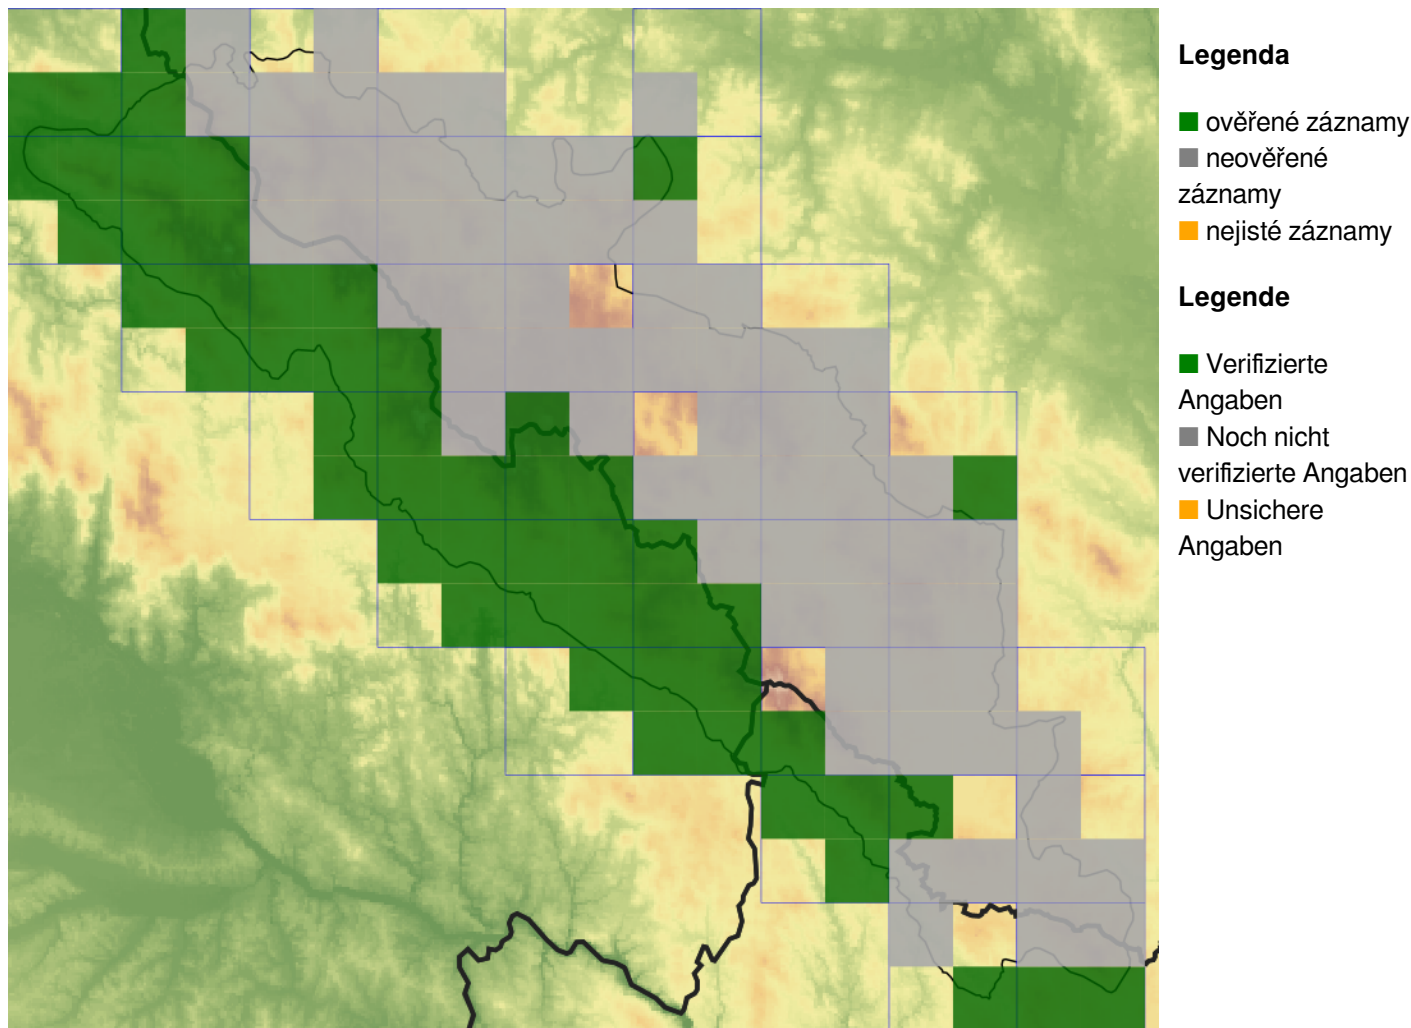 Legenda
ověřené záznamy
neověřené
záznamy
nejisté záznamy
Legende
Verifizierte
Angaben
Noch nicht
verifizierte Angaben
Unsichere
Angaben